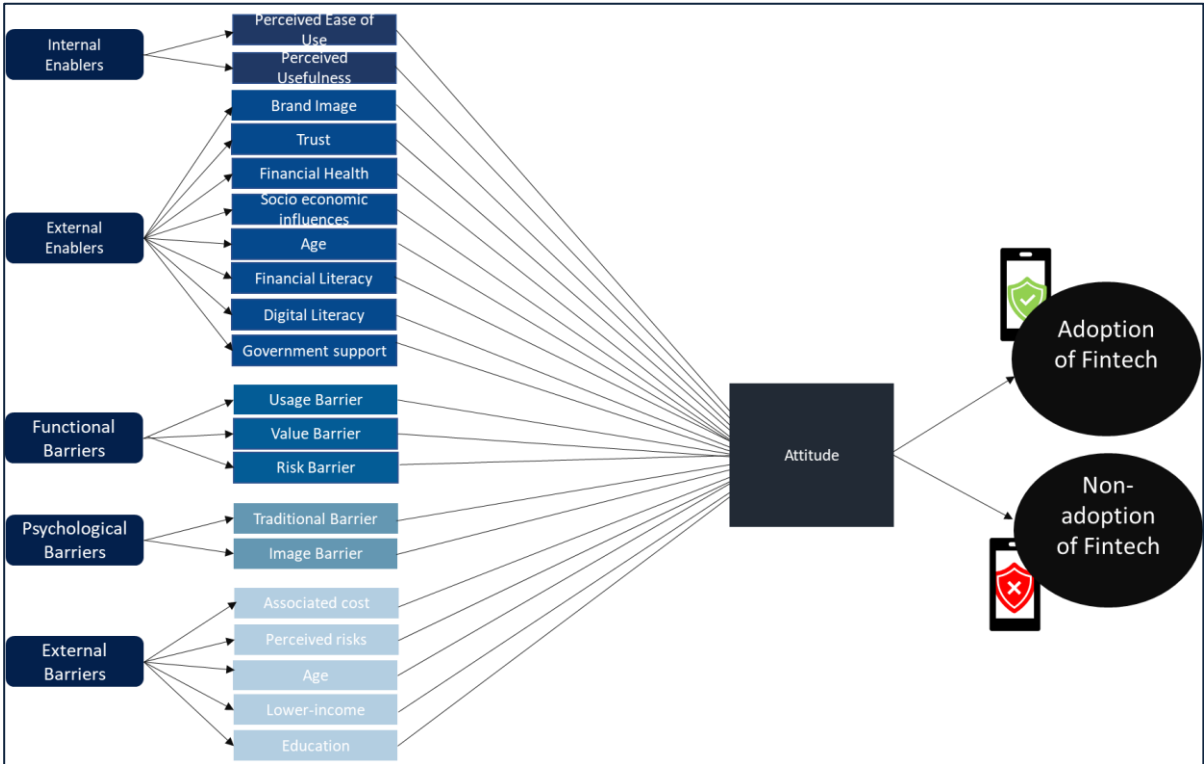 Internal
Enablers
Perceived Ease of
Use
Perceived
Usefulness
External
Enablers
Brand Image
Trust
Financial Health
Socio economic
influences
Age
Financial Literacy
Digital Literacy
Government support
Functional
Barriers
Usage Barrier
Value Barrier
Risk Barrier
Psychological
Barriers
Traditional Barrier
Image Barrier
External
Barriers
Associated cost
Perceived risks
Age
Lower-income
Education
Attitude
Adoption
of Fintech
Non-
adoption
of Fintech